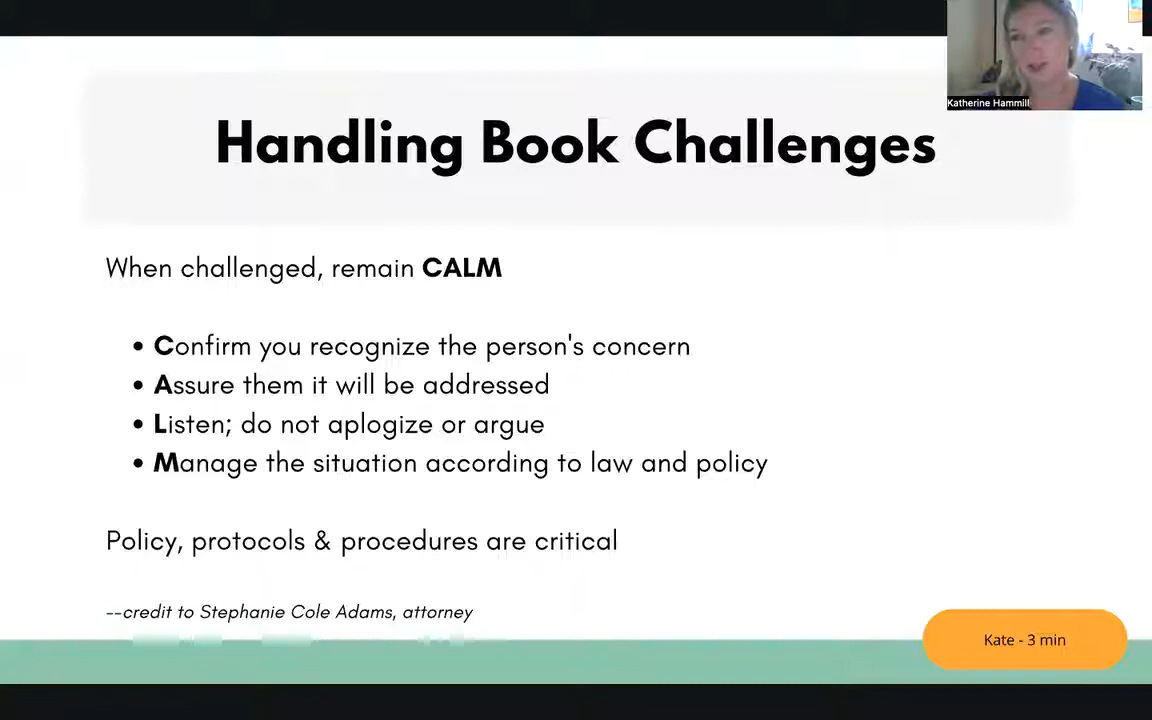 Katherine Hammill
Handling Book Challenges
When challenged, remain CALM
• Confirm you recognize the person's concern
• Assure them it will be addressed
• Listen; do not aplogize or argue
• Manage the situation according to law and policy
Policy, protocols & procedures are critical
--credit to Stephanie Cole Adams, attorney
Kate - 3 min